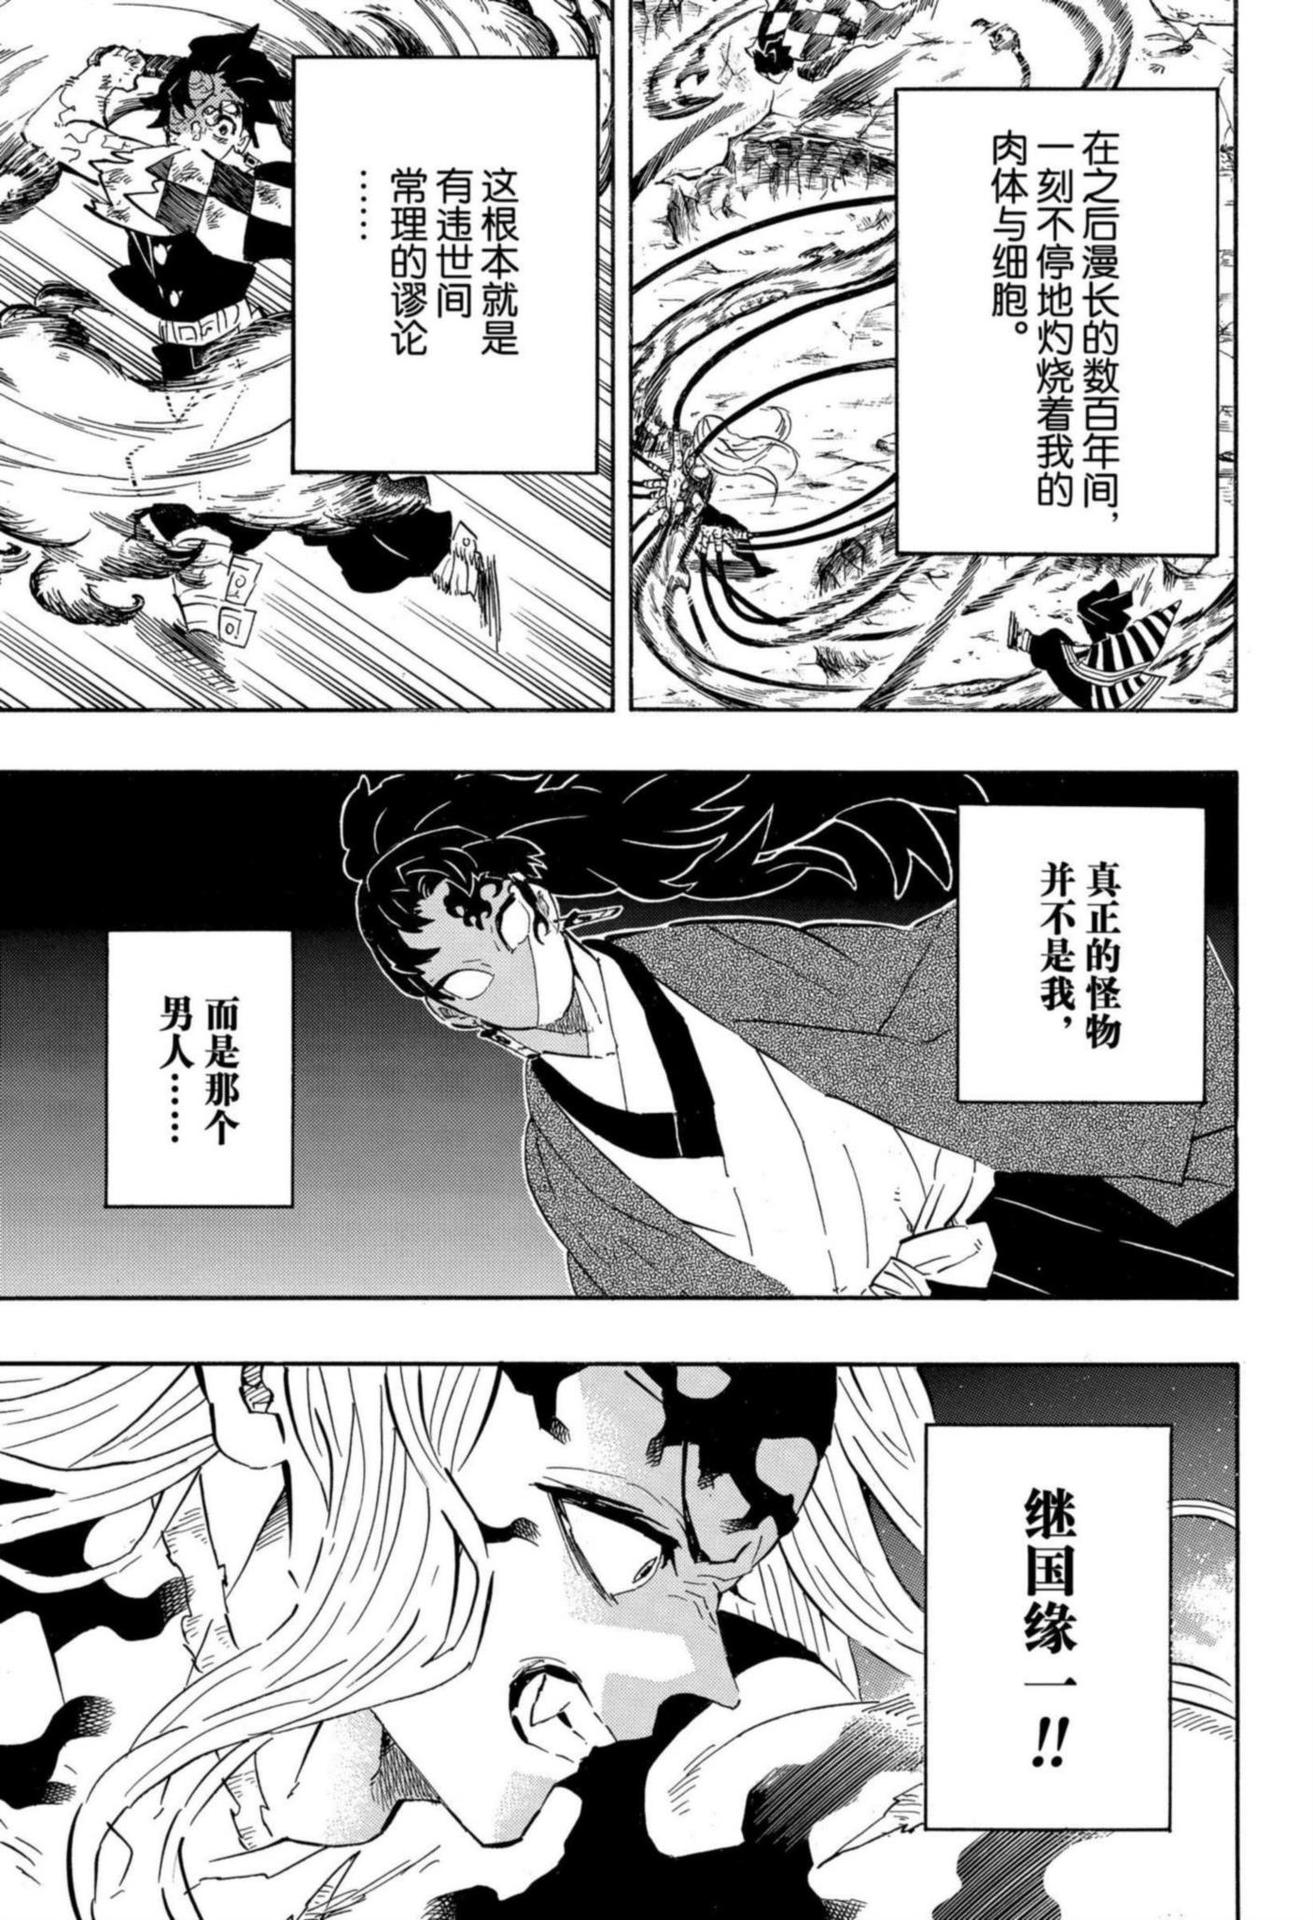 在之后漫长的数百年间，
一刻不停地灼烧着我的
肉体与细胞。
这根本就是
有违世间
常理的谬论
……
真正的怪物
并不是我，
而是那个
男人……
继国缘一!!